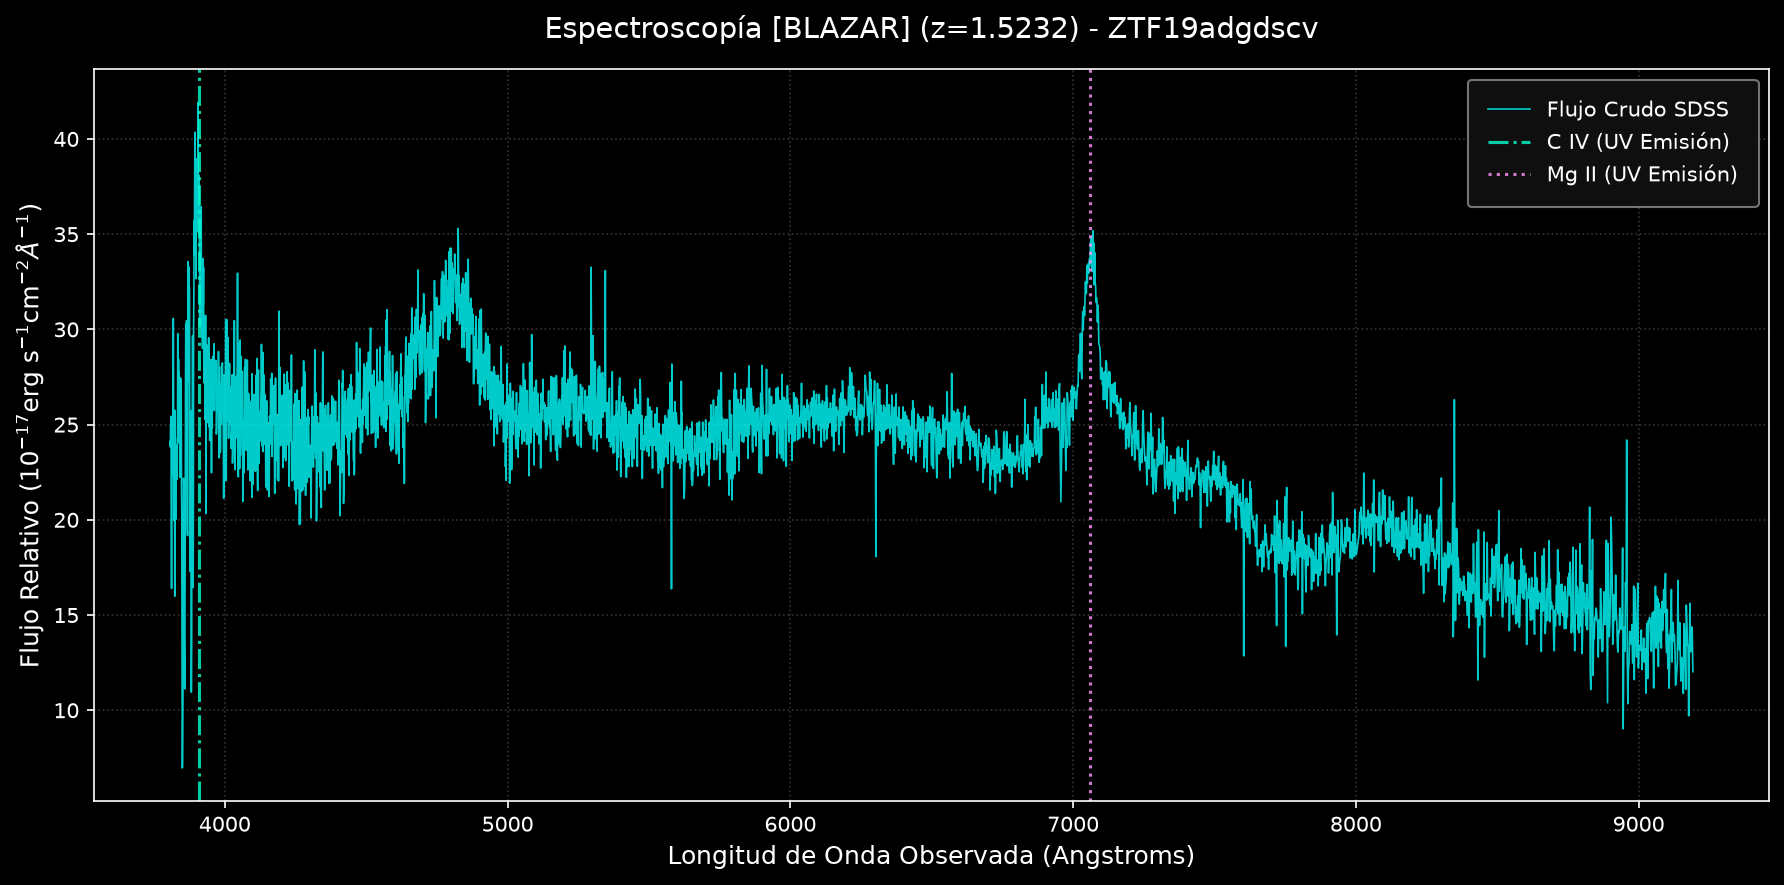 Espectroscopía [BLAZAR] (z=1.5232) - ZTF19adgdscv
Flujo Crudo SDSS
C IV (UV Emisión)
Mg II (UV Emisión)
Flujo Relativo (10⁻¹⁷erg s⁻¹cm⁻²Å⁻¹)
40
35
30
25
20
15
10
4000 5000 6000 7000 8000 9000
Longitud de Onda Observada (Angstroms)